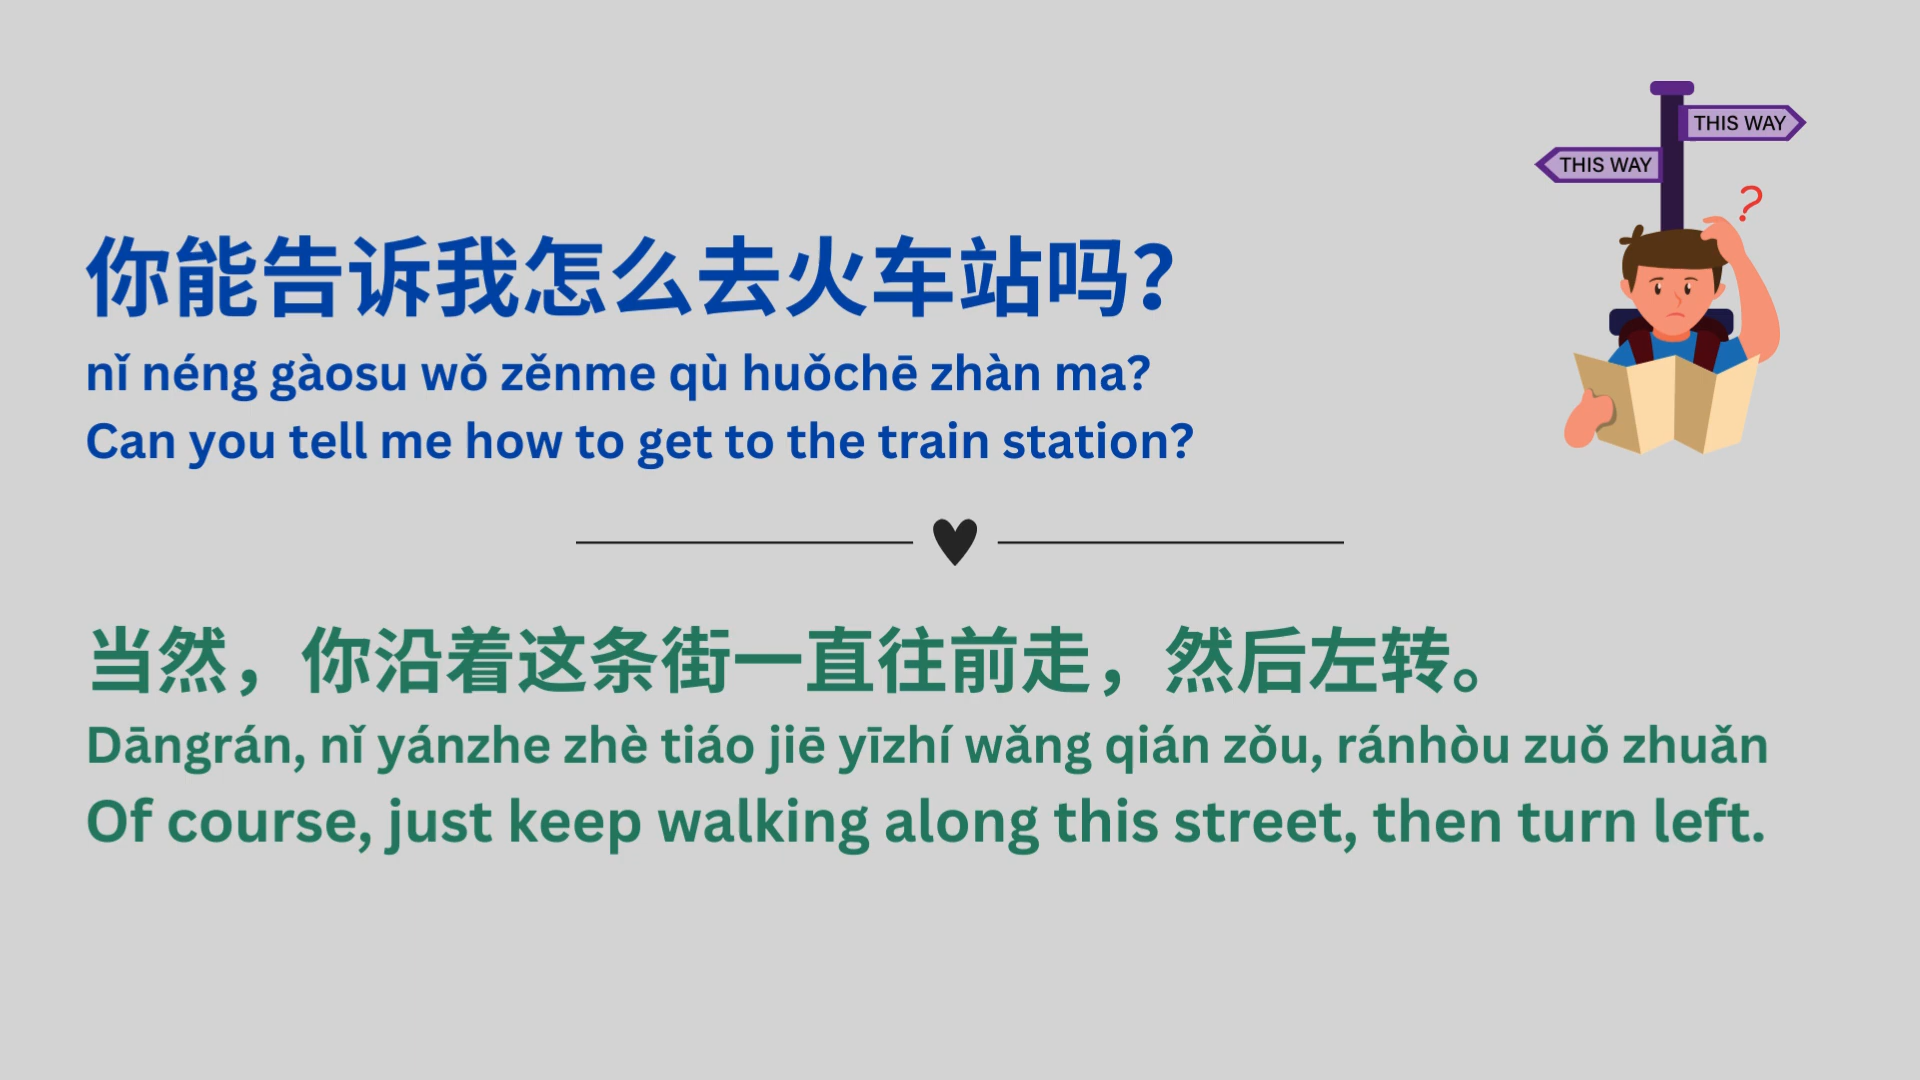 THIS WAY
THIS WAY
?
你能告诉我怎么去火车站吗？
nǐ néng gàosu wǒ zěnme qù huǒchē zhàn ma?
Can you tell me how to get to the train station?
当然，你沿着这条街一直往前走，然后左转。
Dāngrán, nǐ yánzhe zhè tiáo jiē yīzhí wǎng qián zǒu, ránhòu zuǒ zhuǎn
Of course, just keep walking along this street, then turn left.